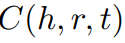 C(h, r, t)